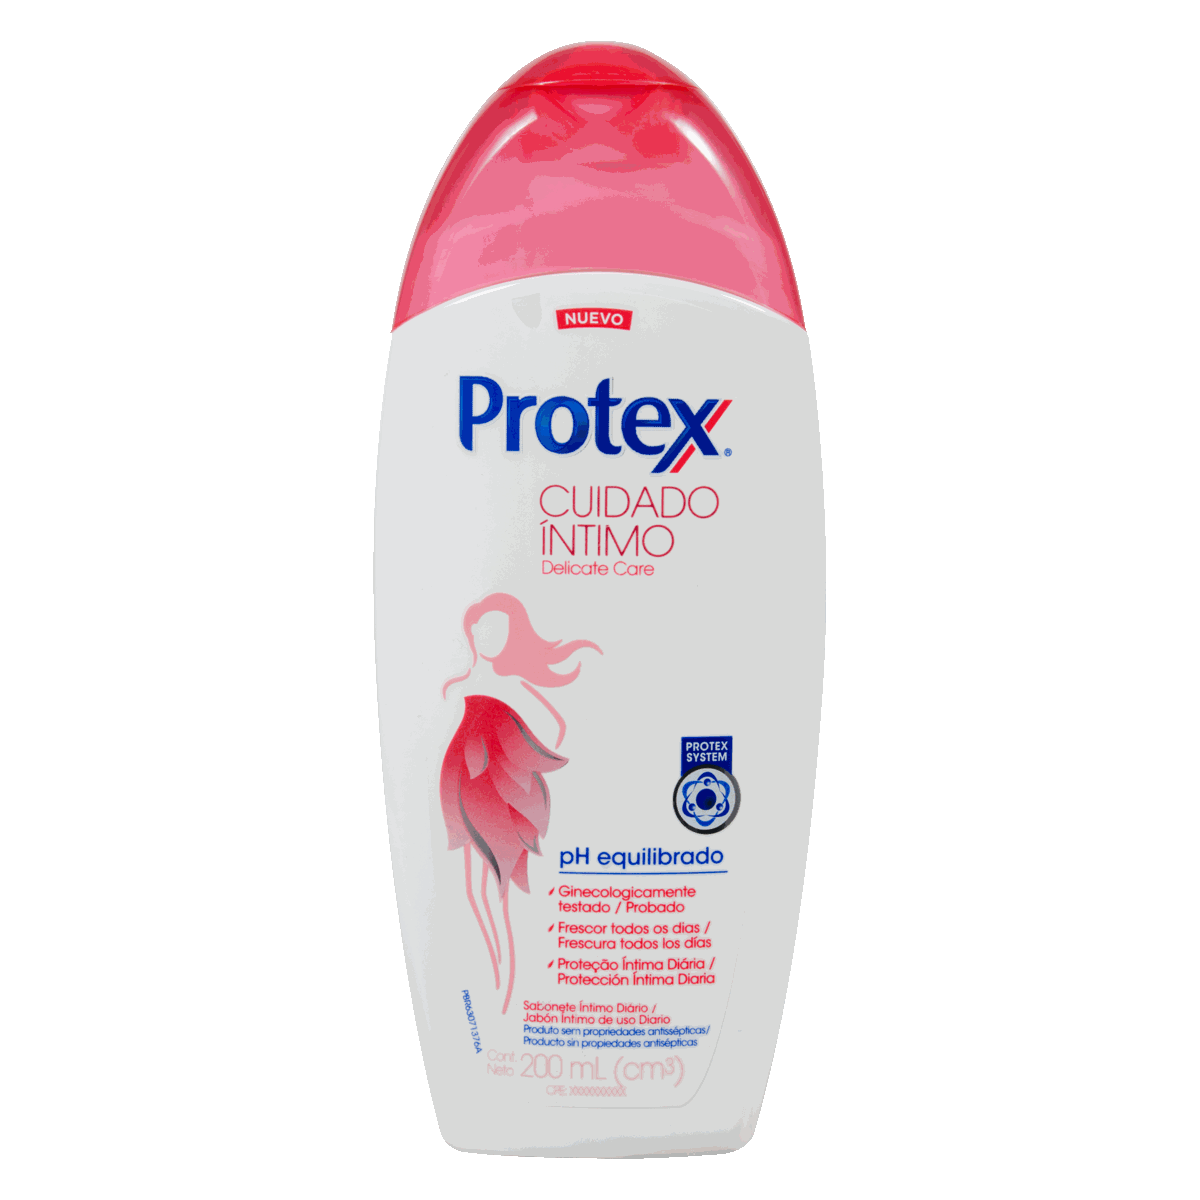 NUEVO
Protex®
CUIDADO
ÍNTIMO
Delicate Care
PROTEX
SYSTEM
pH equilibrado
Ginecologicamente
testado / Probado
Frescor todos os dias /
Frescura todos los días
Proteção Íntima Diária /
Protección Íntima Diaria
Sabonete Íntimo Diário /
Jabón Íntimo de uso Diario
Produto sem propriedades antissépticas/
Producto sin propiedades antisépticas
Cont.
Neto 200 mL (cm³)
CPE: